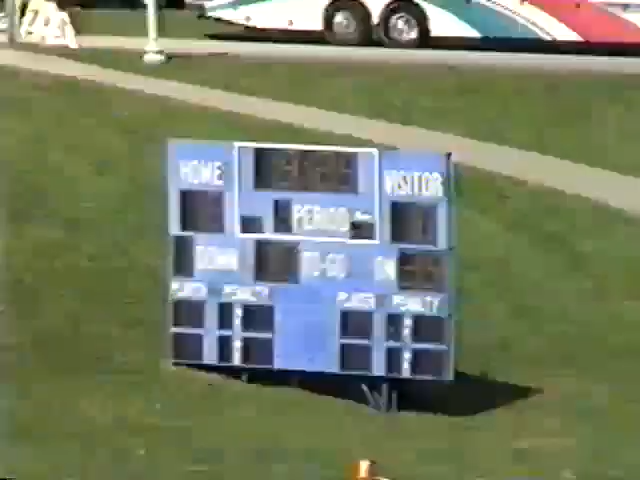 HOME
VISITOR
PERIOD
DOWN TO GO ON
PLAYER PENALTY PLAYER PENALTY